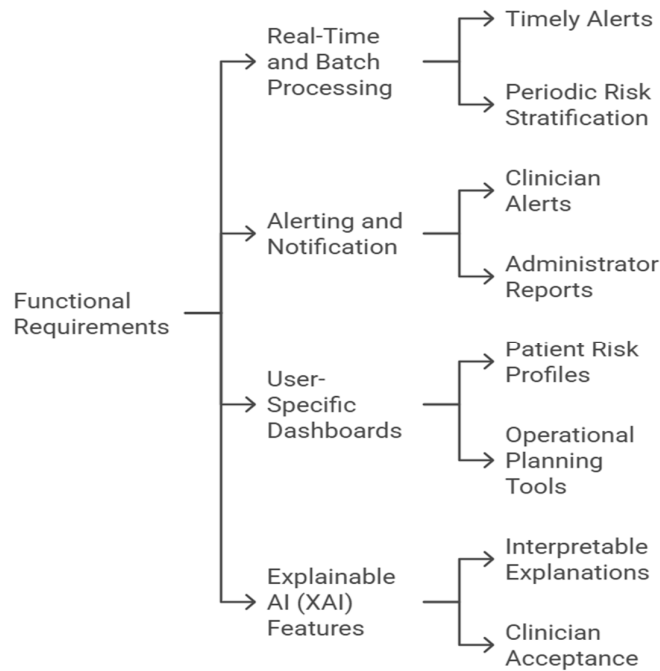 Functional
Requirements
Real-Time
and Batch
Processing
Timely Alerts
Periodic Risk
Stratification
Alerting and
Notification
Clinician
Alerts
Administrator
Reports
User-
Specific
Dashboards
Patient Risk
Profiles
Operational
Planning
Tools
Explainable
AI (XAI)
Features
Interpretable
Explanations
Clinician
Acceptance